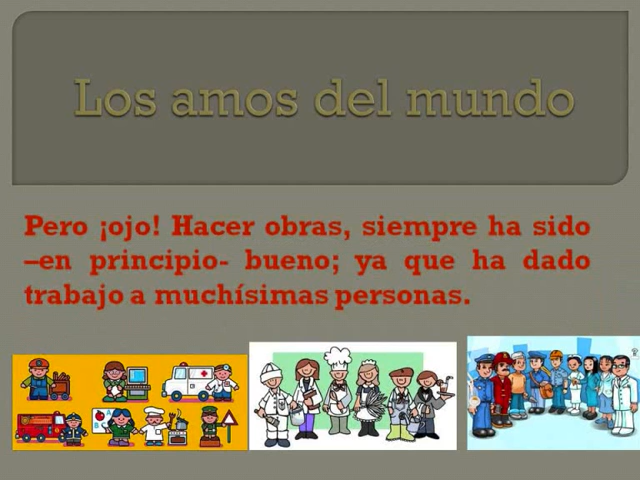 Los amos del mundo
Pero ¡ojo! Hacer obras, siempre ha sido
–en principio- bueno; ya que ha dado
trabajo a muchísimas personas.